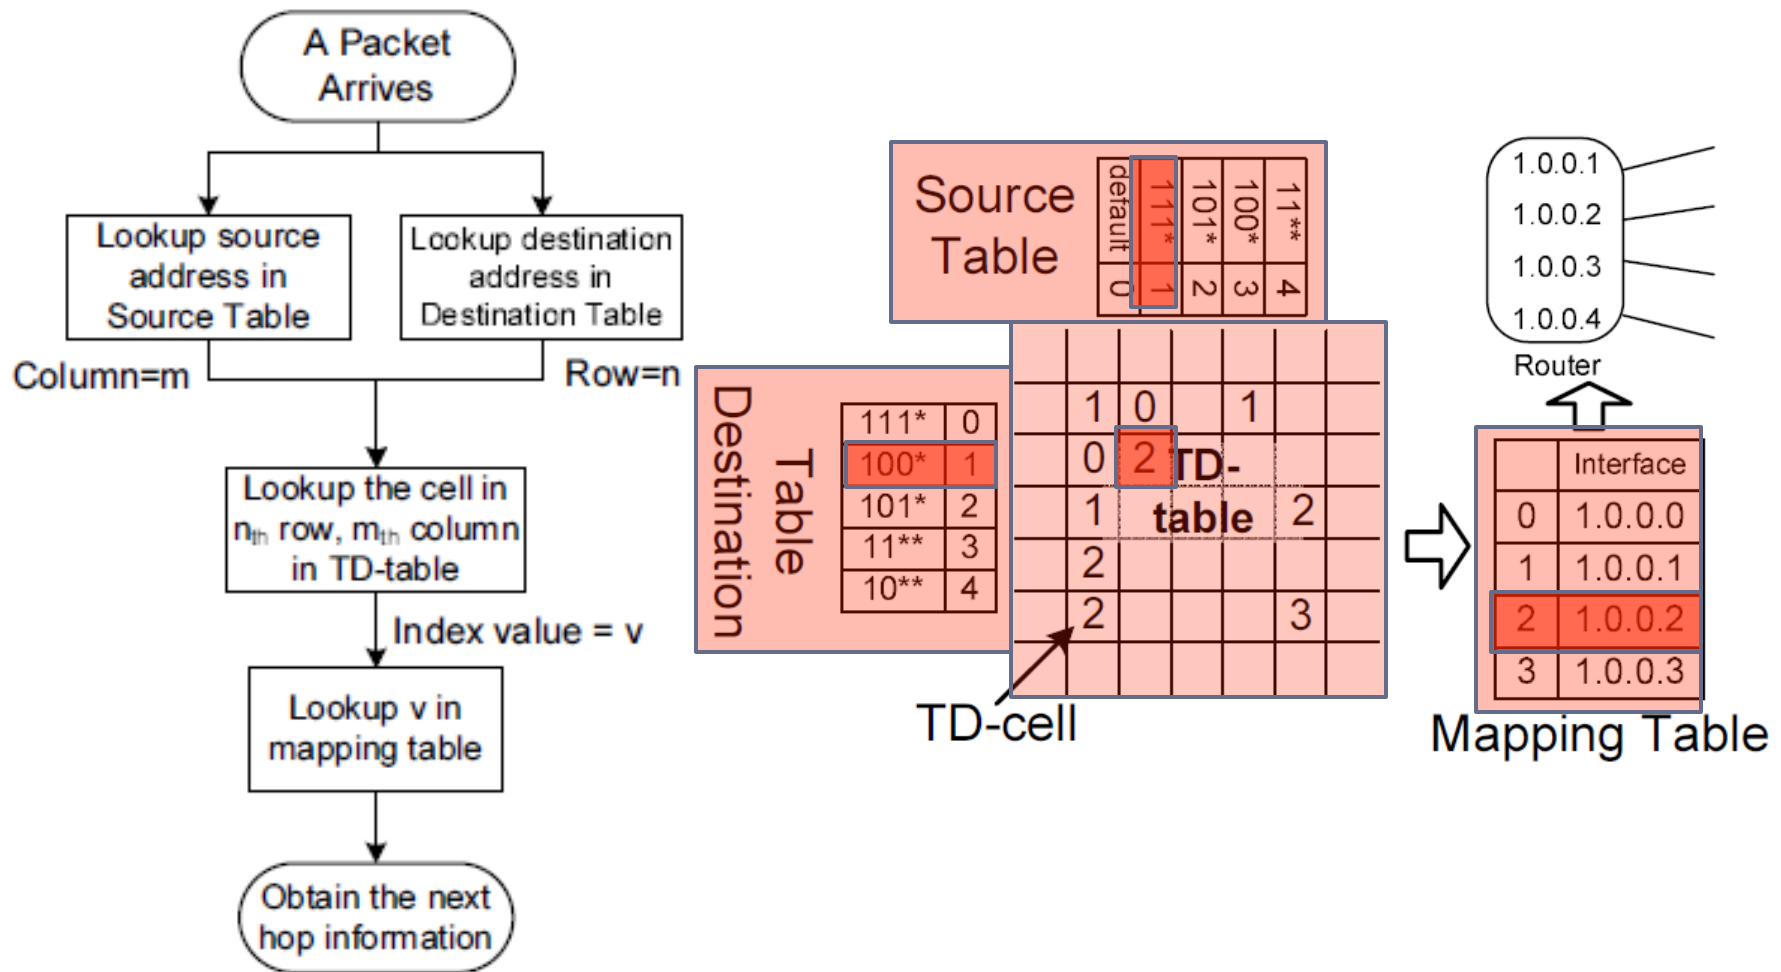 A Packet
Arrives
Lookup source
address in
Source Table
Lookup destination
address in
Destination Table
Column=m
Row=n
Lookup the cell in
nth row, mth column
in TD-table
Index value = v
Lookup v in
mapping table
Obtain the next
hop information
Source
Table
default 0
111* 1
101* 2
100* 3
11** 4
Destination
Table
111* 0
100* 1
101* 2
11** 3
10** 4
1 0 1
0 2
1 2
2
2 3
TD-
table
TD-cell
1.0.0.1
1.0.0.2
1.0.0.3
1.0.0.4
Router
Interface
0 1.0.0.0
1 1.0.0.1
2 1.0.0.2
3 1.0.0.3
Mapping Table